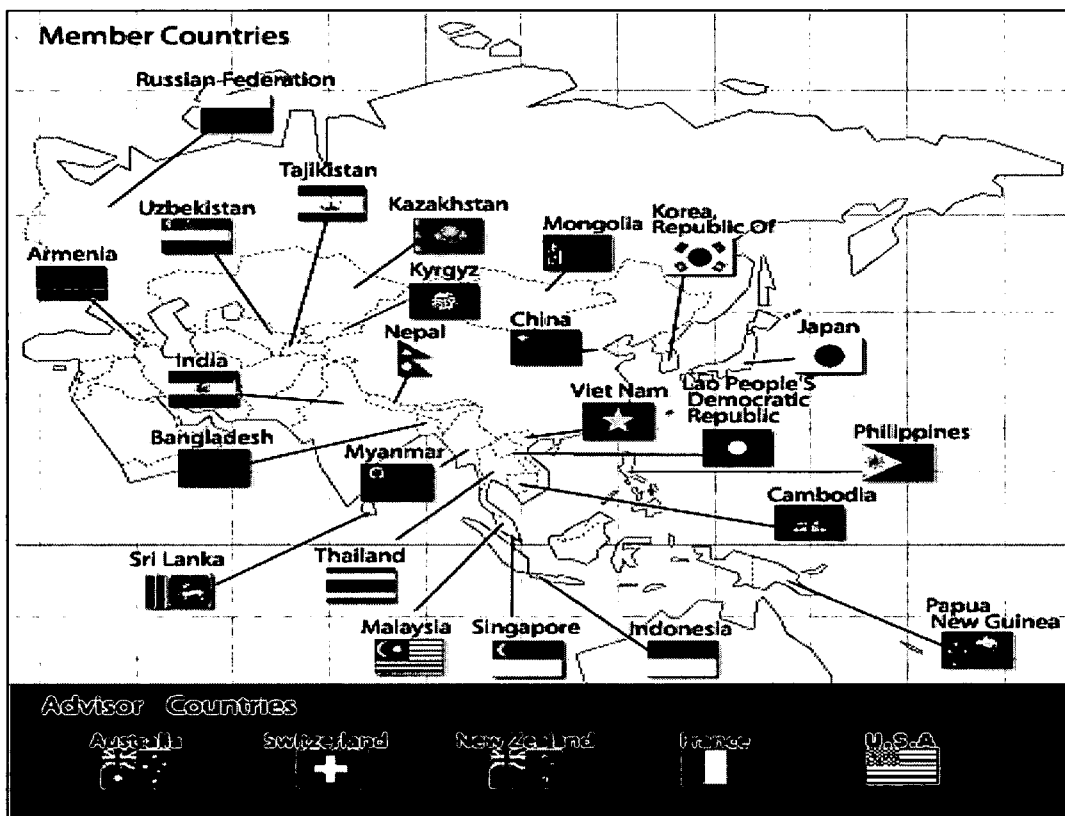 Member Countries
Russian Federation
Tajikistan
Uzbekistan
Kazakhstan
Mongolia
Korea,
Republic Of
Armenia
Kyrgyz
China
Japan
Nepal
India
Viet Nam
Lao People'S
Democratic
Republic
Bangladesh
Myanmar
Philippines
Cambodia
Sri Lanka
Thailand
Papua
New Guinea
Malaysia
Singapore
Indonesia
Advisor Countries
Australia
Switzerland
New Zealand
France
U.S.A